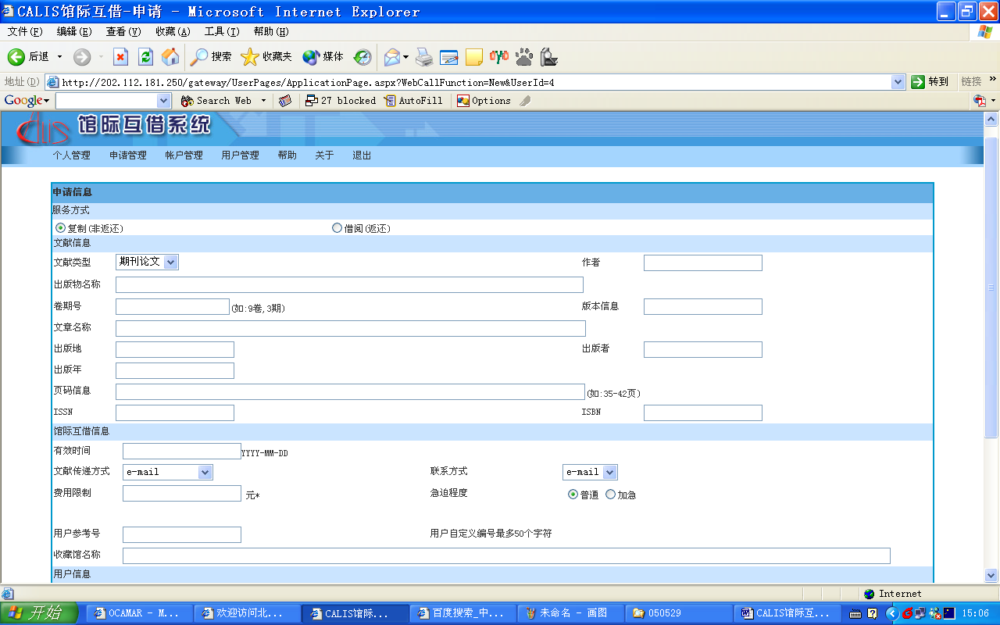 CALIS馆际互借-申请 - Microsoft Internet Explorer
文件(F) 编辑(E) 查看(V) 收藏(A) 工具(T) 帮助(H)
后退 搜索 收藏夹 媒体
地址(D) http://202.112.181.250/gateway/UserPages/ApplicationPage.aspx?WebCallFunction=New&UserId=4 转到 链接 »
Google Search Web 27 blocked AutoFill Options
馆际互借系统
个人管理 申请管理 帐户管理 用户管理 帮助 关于 退出
申请信息
服务方式
复制(非返还) 借阅(返还)
文献信息
文献类型 期刊论文 作者
出版物名称
卷期号 (如:9卷,3期) 版本信息
文章名称
出版地 出版者
出版年
页码信息 (如:35-42页)
ISSN ISBN
馆际互借信息
有效时间 YYYY-MM-DD
文献传递方式 e-mail 联系方式 e-mail
费用限制 元* 急迫程度 普通 加急
用户参考号 用户自定义编号最多50个字符
收藏馆名称
用户信息
Internet
开始 OCAMAR - M... 欢迎访问北... CALIS馆际... 百度搜索_中... 未命名 - 画图 050529 CALIS馆际互... 15:06